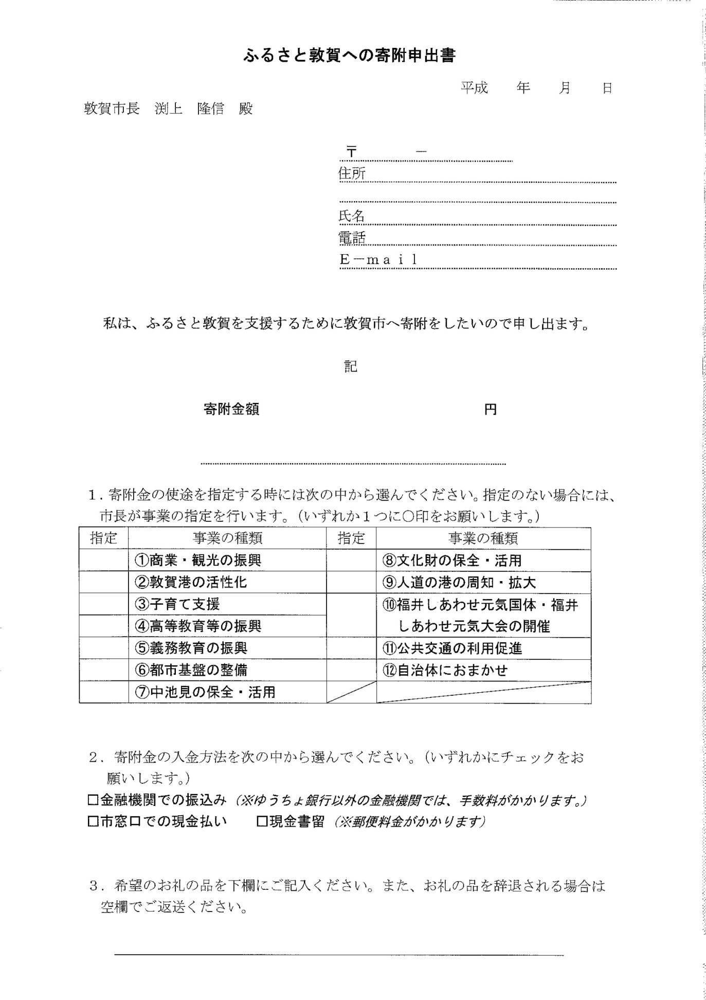 ふるさと敦賀への寄附申出書
平成　　年　　月　　日
敦賀市長　渕上　隆信　殿
〒　　　　－
住所
氏名
電話
Ｅ－ｍａｉｌ
私は、ふるさと敦賀を支援するために敦賀市へ寄附をしたいので申し出ます。
記
寄附金額　　　　　　　　　　　　　　　　円
１．寄附金の使途を指定する時には次の中から選んでください。指定のない場合には、
市長が事業の指定を行います。（いずれか１つに〇印をお願いします。）
指定　事業の種類　指定　事業の種類
①商業・観光の振興　⑧文化財の保全・活用
②敦賀港の活性化　⑨人道の港の周知・拡大
③子育て支援　⑩福井しあわせ元気国体・福井
④高等教育等の振興　しあわせ元気大会の開催
⑤義務教育の振興　⑪公共交通の利用促進
⑥都市基盤の整備　⑫自治体におまかせ
⑦中池見の保全・活用
２．寄附金の入金方法を次の中から選んでください。（いずれかにチェックをお
願いします。）
□金融機関での振込み（※ゆうちょ銀行以外の金融機関では、手数料がかかります。）
□市窓口での現金払い　　□現金書留（※郵便料金がかかります）
３．希望のお礼の品を下欄にご記入ください。また、お礼の品を辞退される場合は
空欄でご返送ください。